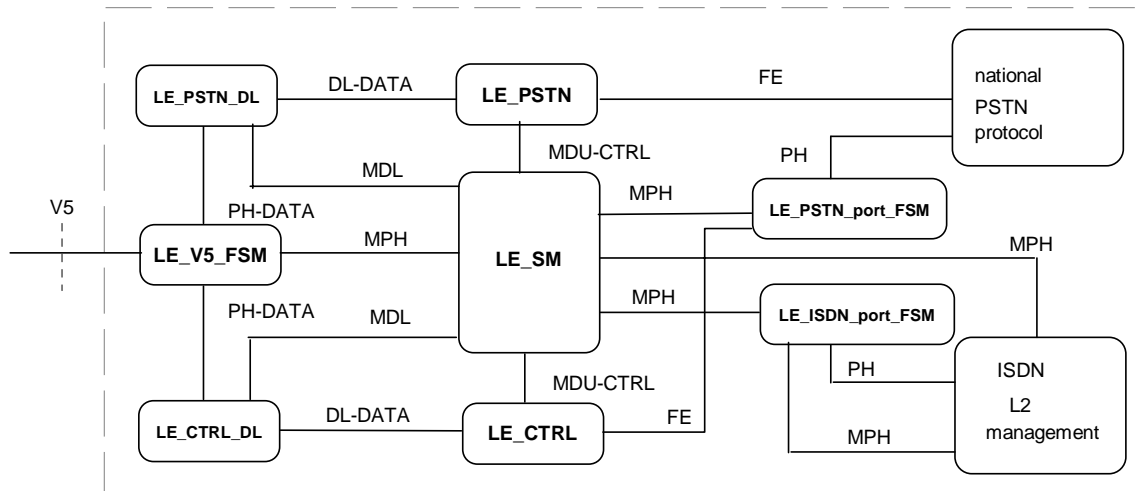 DL-DATA
FE
national
PSTN
protocol
LE_PSTN_DL
LE_PSTN
MDU-CTRL
PH
MDL
MPH
LE_PSTN_port_FSM
V5
PH-DATA
LE_V5_FSM
MPH
LE_SM
MPH
MPH
LE_ISDN_port_FSM
PH-DATA
MDL
MDU-CTRL
PH
ISDN
L2
management
LE_CTRL_DL
DL-DATA
LE_CTRL
FE
MPH